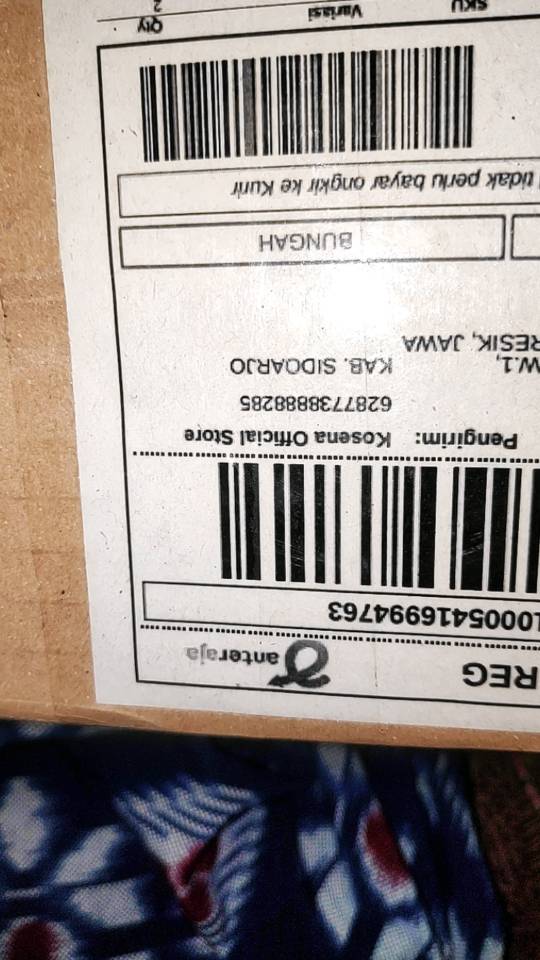 REG anteraja
10005416994763
Pengirim: Kosena Official Store
6287738888285
W.1, KAB. SIDOARJO
RESIK, JAWA
BUNGAH
tidak perlu bayar ongkir ke Kurir
SKU Variasi Qty
2